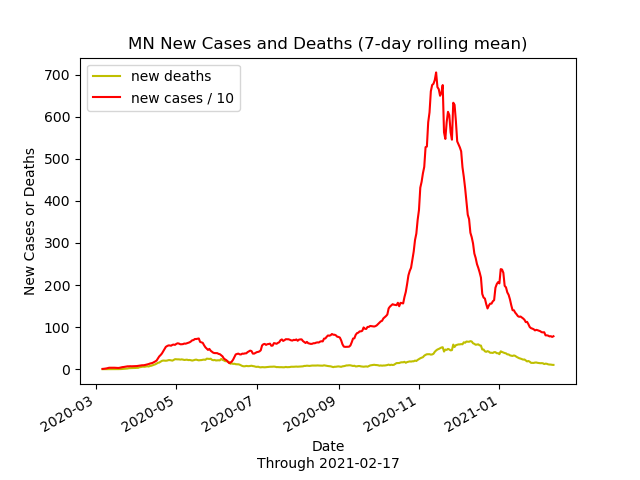 MN New Cases and Deaths (7-day rolling mean)
new deaths
new cases / 10
700
600
500
400
300
200
100
0
New Cases or Deaths
2020-03
2020-05
2020-07
2020-09
2020-11
2021-01
Date
Through 2021-02-17